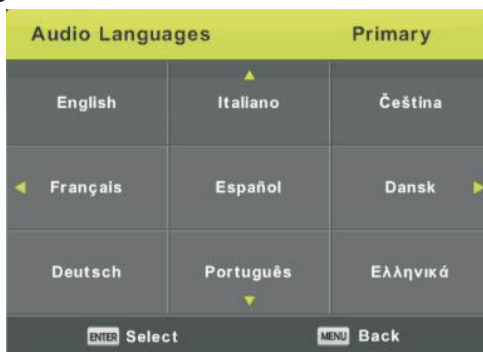 Audio Languages Primary
English Italiano Čeština
Français Español Dansk
Deutsch Português Ελληνικά
ENTER Select MENU Back